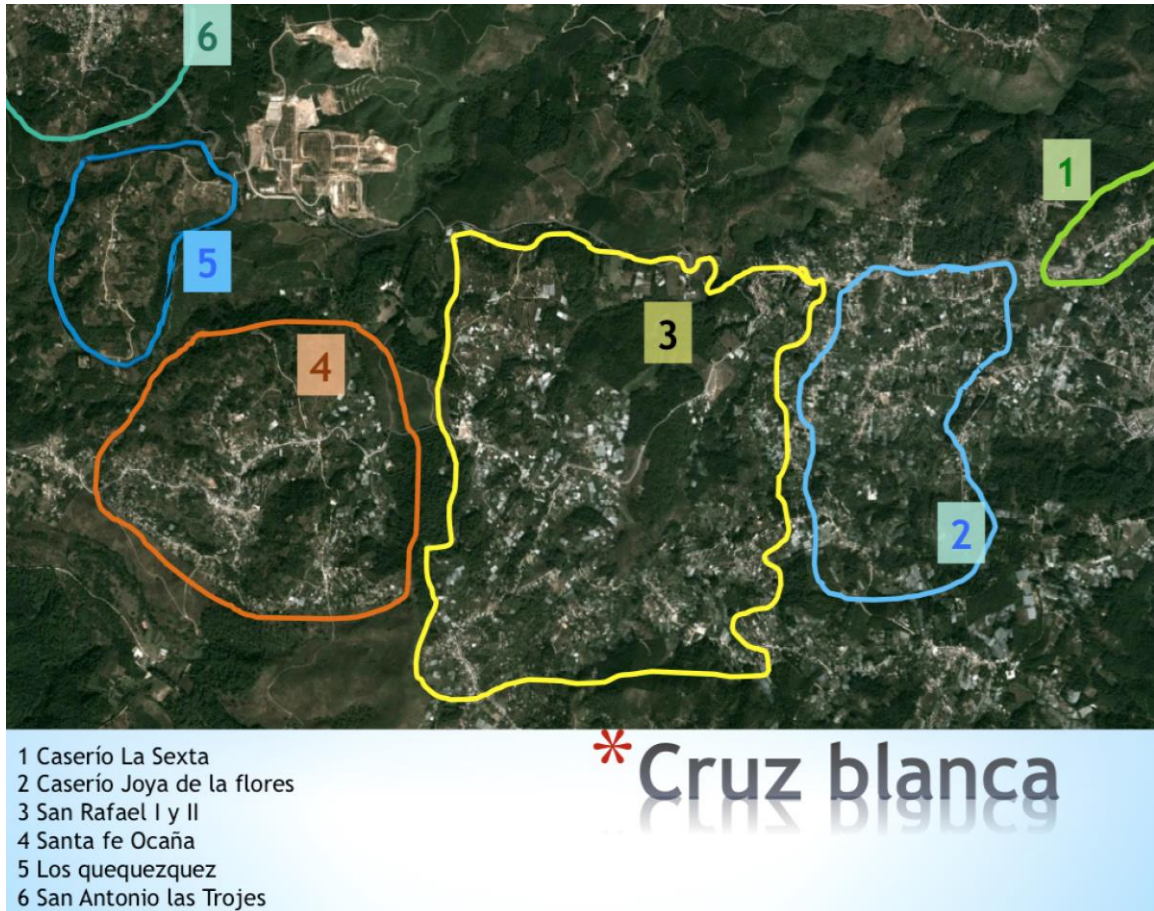 6
1
5
3
4
2
1 Caserío La Sexta
2 Caserío Joya de la flores
3 San Rafael I y II
4 Santa fe Ocaña
5 Los quequezquez
6 San Antonio las Trojes
*Cruz blanca